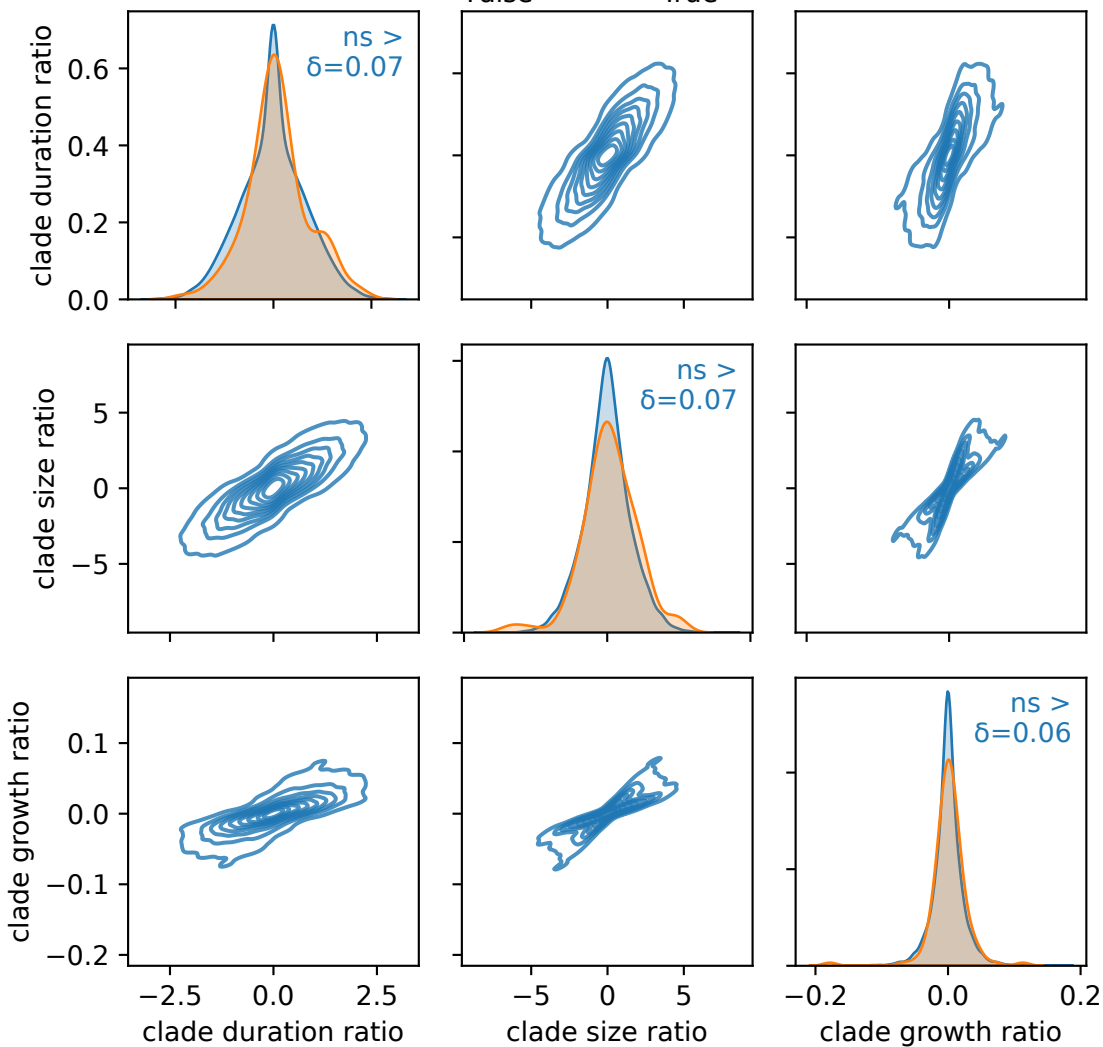 clade duration ratio
0.6
0.4
0.2
0.0
ns >
δ=0.07
clade size ratio
5
0
−5
ns >
δ=0.07
clade growth ratio
0.1
0.0
−0.1
−0.2
ns >
δ=0.06
−2.5 0.0 2.5
−5 0 5
−0.2 0.0 0.2
clade duration ratio
clade size ratio
clade growth ratio